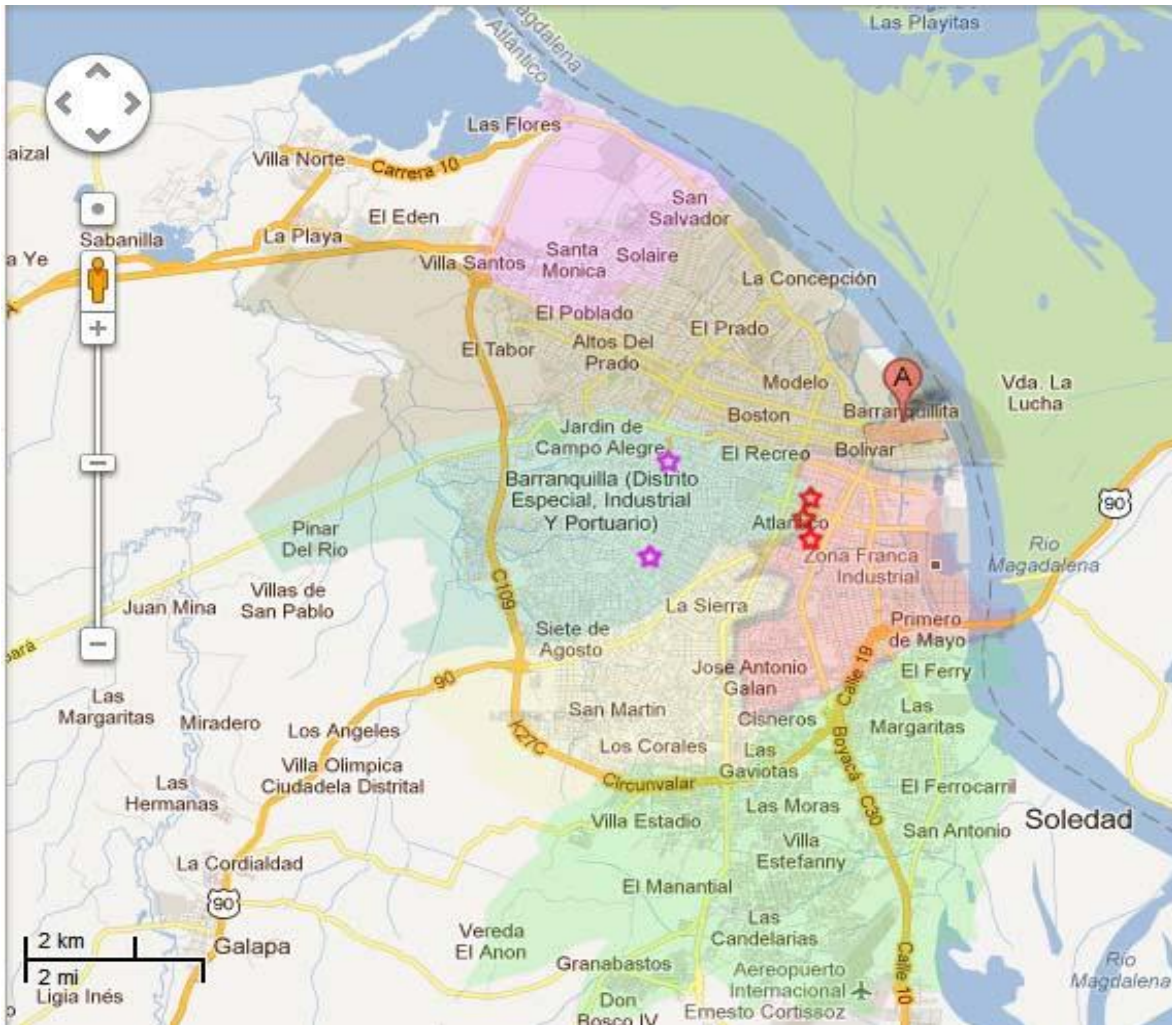 Las Playitas
Magdalena
Atlántico
Las Flores
aizal
Villa Norte
Carrera 10
San
Salvador
El Eden
Sabanilla
La Playa
a Ye
Villa Santos
Santa
Monica
Solaire
La Concepción
El Poblado
El Prado
El Tabor
Altos Del
Prado
Modelo
A
Vda. La
Lucha
Boston
Barranquillita
Jardin de
Campo Alegre
El Recreo
Bolivar
Barranquilla (Distrito
Especial, Industrial
Y Portuario)
90
Pinar
Del Rio
Atlantico
Rio
Magadalena
Zona Franca
Industrial
C109
Villas de
San Pablo
Juan Mina
La Sierra
Primero
de Mayo
Siete de
Agosto
Calle 19
El Ferry
90
Jose Antonio
Galan
Las
Margaritas
Miradero
Los Angeles
San Martin
Cisneros
Las
Margaritas
K27C
Los Corales
Las
Gaviotas
Boyacá
Villa Olimpica
Ciudadela Distrital
Las
Hermanas
Circunvalar
El Ferrocarril
Las Moras
C30
Villa Estadio
San Antonio
Soledad
Villa
Estefanny
La Cordialdad
El Manantial
90
Galapa
Las
Candelarias
Vereda
El Anon
2 km
2 mi
Granabastos
Calle 10
Aereopuerto
Internacional
Ernesto Cortissoz
Rio
Magdalena
Ligia Inés
Don
Bosco IV